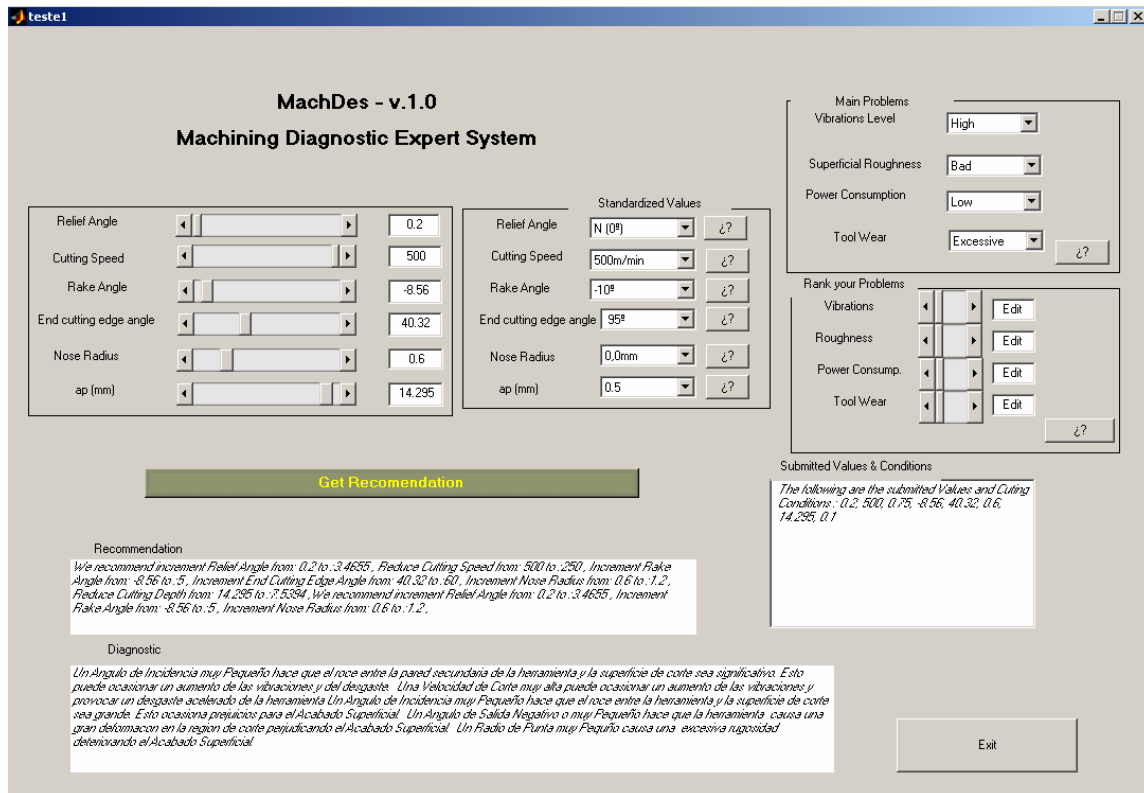 teste1
MachDes - v.1.0
Machining Diagnostic Expert System
Relief Angle
0.2
Cutting Speed
500
Rake Angle
-8.56
End cutting edge angle
40.32
Nose Radius
0.6
ap (mm)
14.295
Standardized Values
Relief Angle
N (0º)
¿?
Cutting Speed
500m/min
¿?
Rake Angle
-10º
¿?
End cutting edge angle
95º
¿?
Nose Radius
0,0mm
¿?
ap (mm)
0.5
¿?
Main Problems
Vibrations Level
High
Superficial Roughness
Bad
Power Consumption
Low
Tool Wear
Excessive
¿?
Rank your Problems
Vibrations
Edit
Roughness
Edit
Power Consump.
Edit
Tool Wear
Edit
¿?
Get Recomendation
Submitted Values & Conditions
The following are the submitted Values and Cuting
Conditions : 0.2, 500, 0.75, -8.56, 40.32, 0.6,
14.295, 0.1
Recommendation
We recommend increment Relief Angle from: 0.2 to :3.4655 , Reduce Cutting Speed from: 500 to :250 , Increment Rake
Angle from: -8.56 to :5 , Increment End Cutting Edge Angle from: 40.32 to :60 , Increment Nose Radius from: 0.6 to :1.2 ,
Reduce Cutting Depth from: 14.295 to :7.5394 , We recommend increment Relief Angle from: 0.2 to :3.4655 , Increment
Rake Angle from: -8.56 to :5 , Increment Nose Radius from: 0.6 to :1.2 ,
Diagnostic
Un Angulo de Incidencia muy Pequeño hace que el roce entre la pared secundaria de la herramienta y la superficie de corte sea significativo. Esto
puede ocasionar un aumento de las vibraciones y del desgaste. Una Velocidad de Corte muy alta puede ocasionar un aumento de las vibraciones y
provocar un desgaste acelerado de la herramienta Un Angulo de Incidencia muy Pequeño hace que el roce entre la herramienta y la superficie de corte
sea grande. Esto ocasiona prejuicios para el Acabado Superficial. Un Angulo de Salida Negativo o muy Pequeño hace que la herramienta causa una
gran deformacon en la region de corte perjudicando el Acabado Superficial. Un Radio de Punta muy Pequño causa una excesiva rugosidad
deteriorando el Acabado Superficial.
Exit